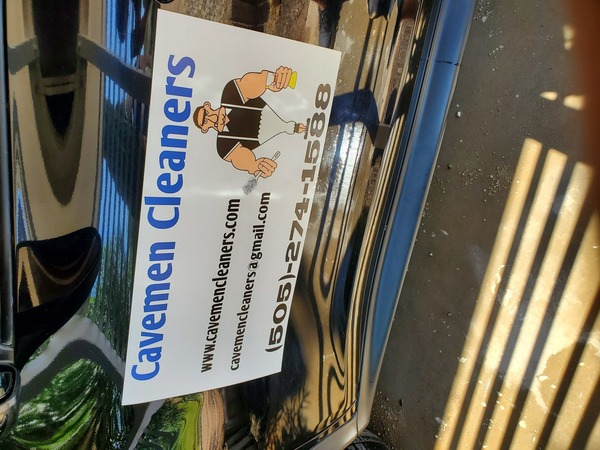 Cavemen Cleaners
www.cavemencleaners.com
cavemencleaners@gmail.com
(505)-274-1588